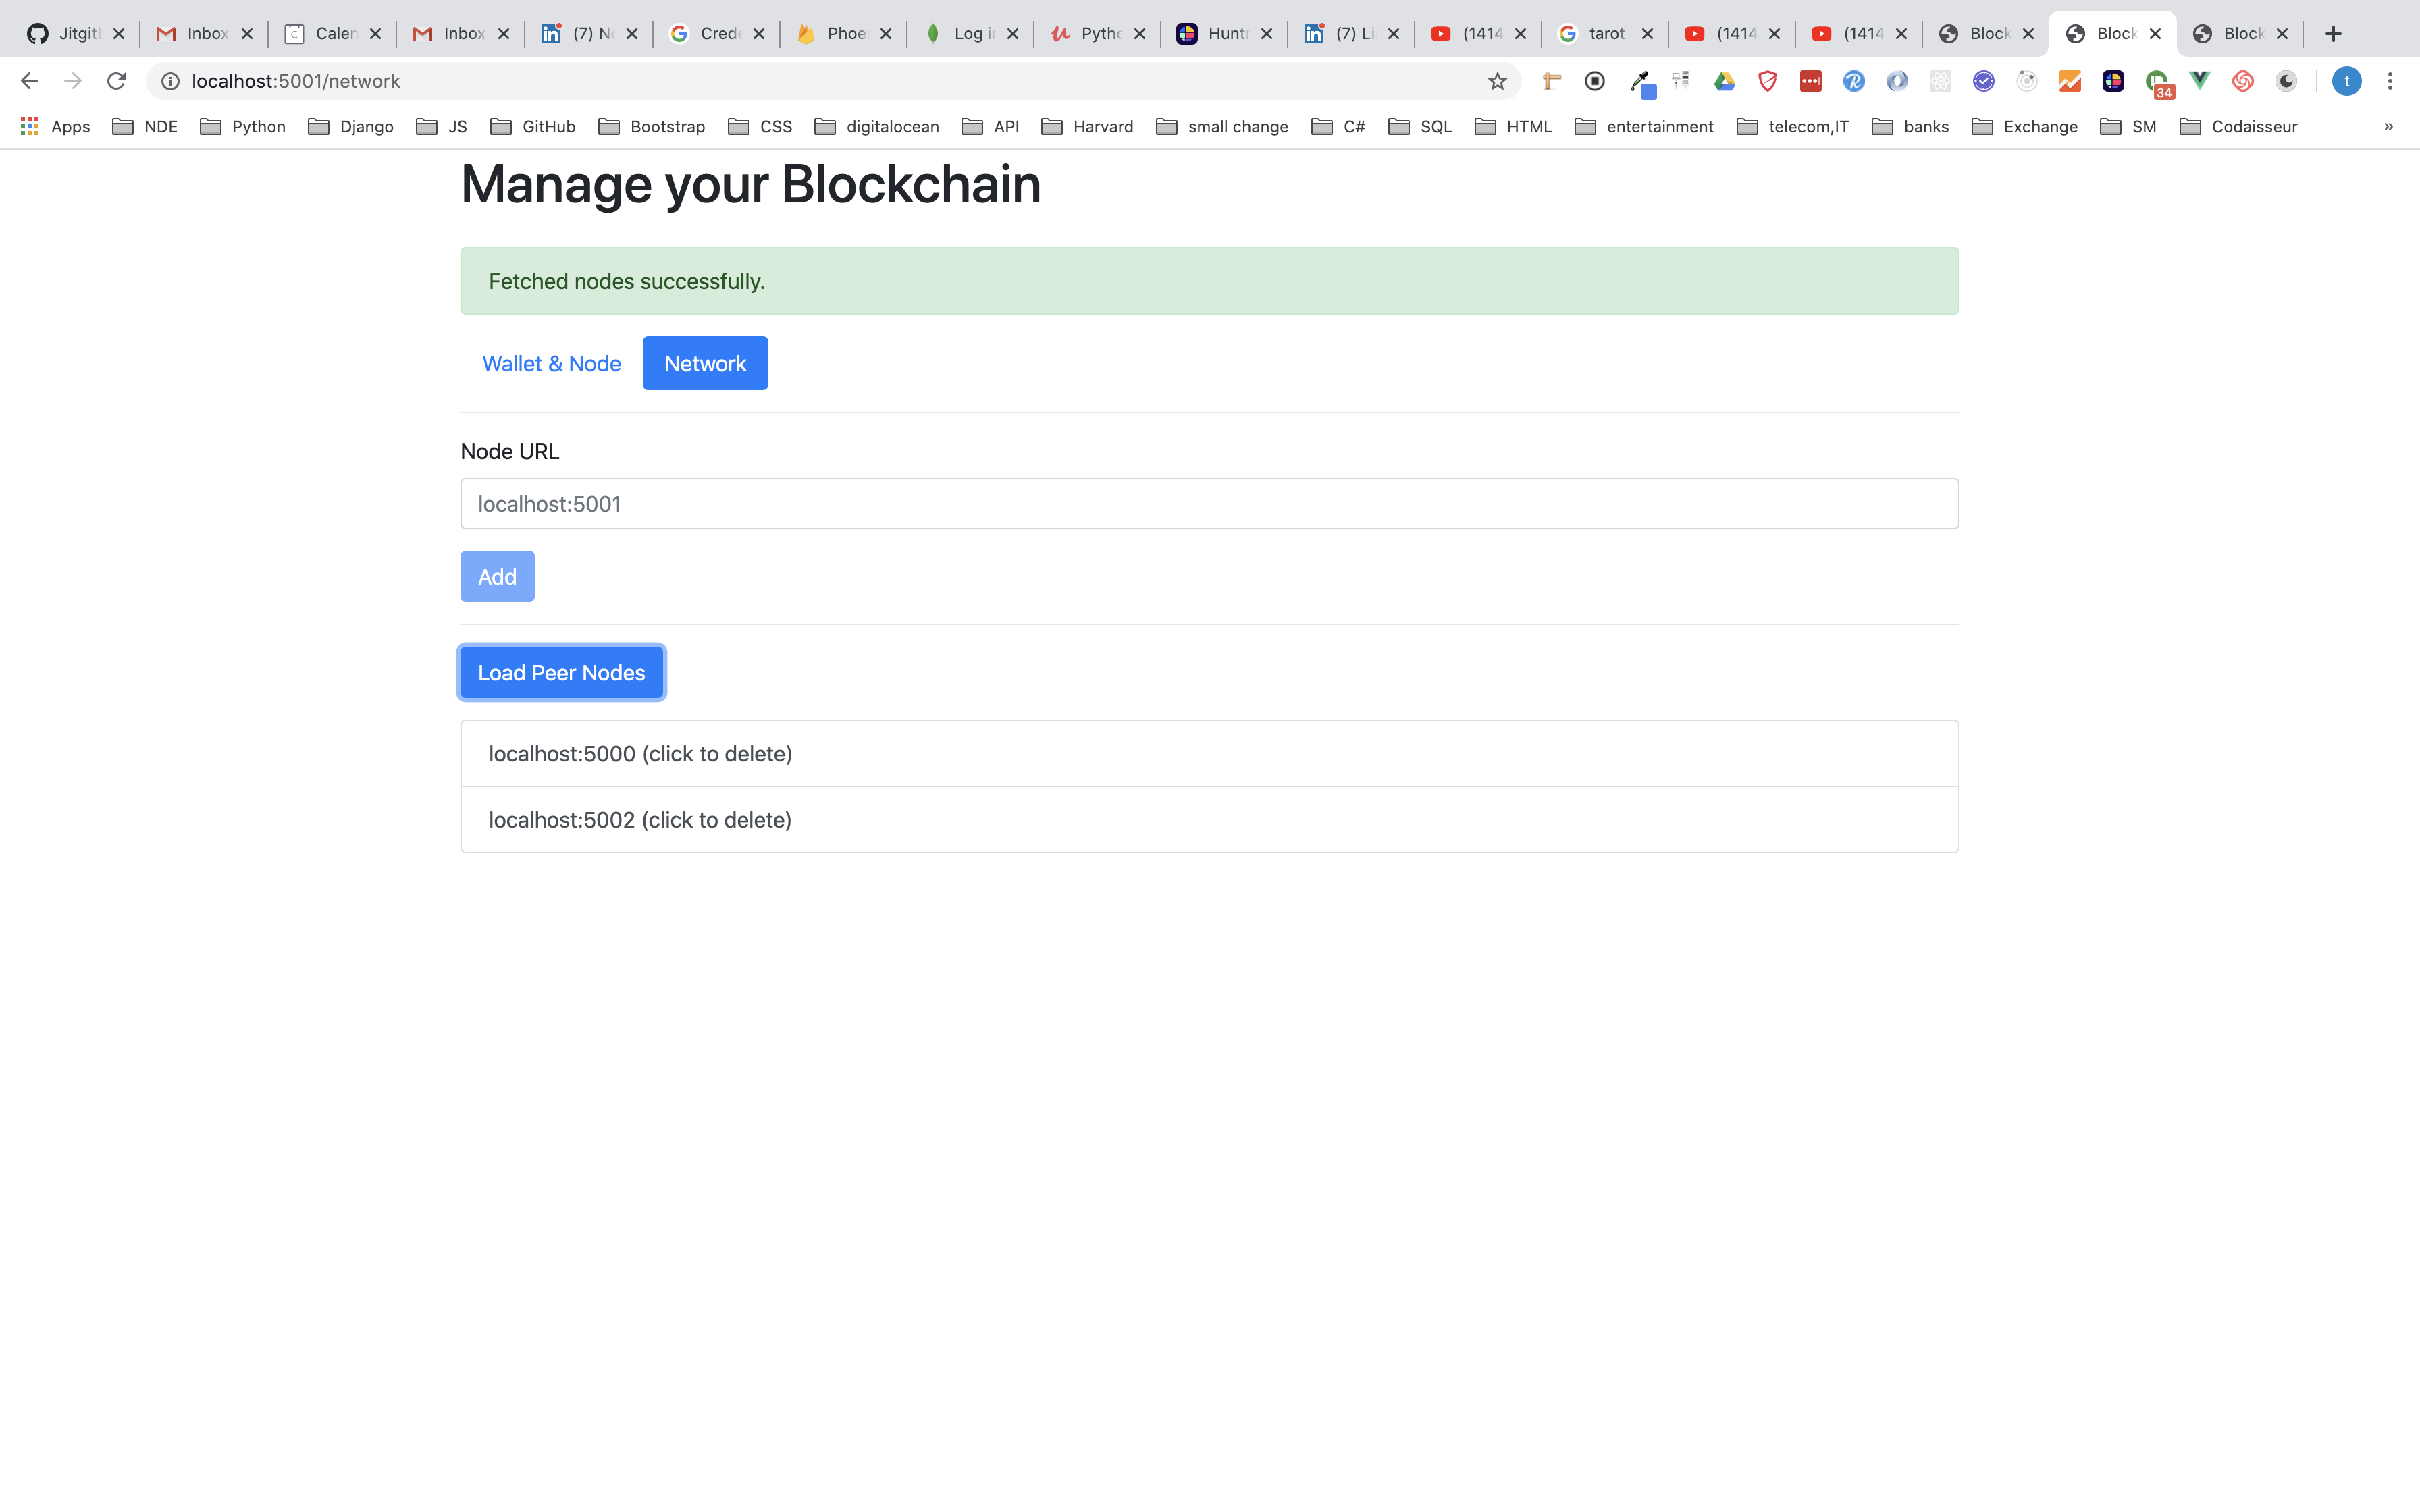 Jitgit Inbox Calen Inbox (7) N Cred Phoe Log i Pytho Hunt (7) Li (1414 tarot (1414 (1414 Block Block Block
localhost:5001/network
34 t
Apps NDE Python Django JS GitHub Bootstrap CSS digitalocean API Harvard small change C# SQL HTML entertainment telecom,IT banks Exchange SM Codaisseur »
Manage your Blockchain
Fetched nodes successfully.
Wallet & Node Network
Node URL
localhost:5001
Add
Load Peer Nodes
localhost:5000 (click to delete)
localhost:5002 (click to delete)